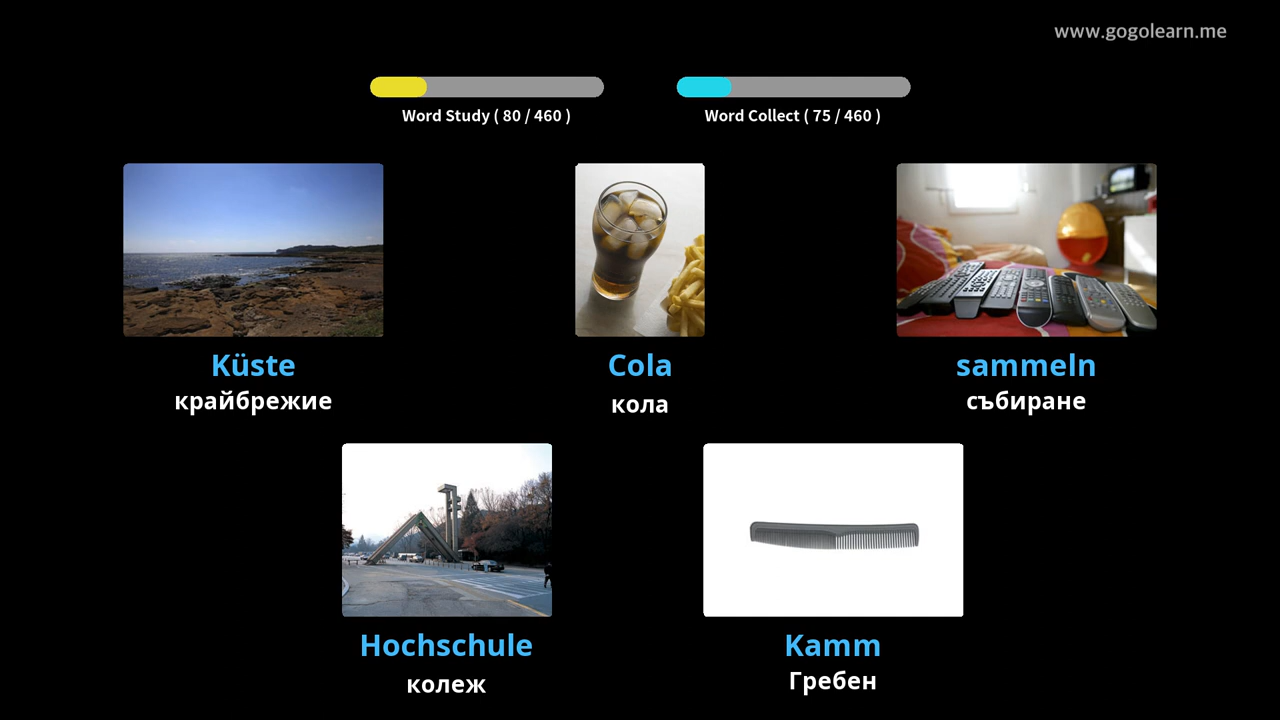 www.gogolearn.me
Word Study ( 80 / 460 )
Word Collect ( 75 / 460 )
Küste
крайбрежие
Cola
кола
sammeln
събиране
Hochschule
колеж
Kamm
Гребен